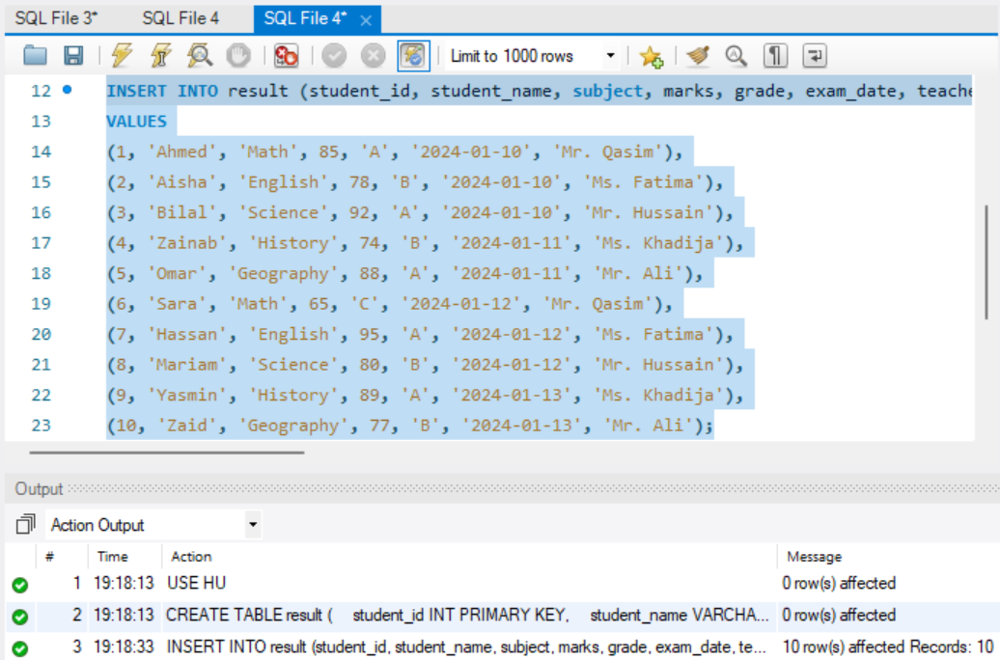 SQL File 3* SQL File 4 SQL File 4*
Limit to 1000 rows
12 INSERT INTO result (student_id, student_name, subject, marks, grade, exam_date, teache
13 VALUES
14 (1, 'Ahmed', 'Math', 85, 'A', '2024-01-10', 'Mr. Qasim'),
15 (2, 'Aisha', 'English', 78, 'B', '2024-01-10', 'Ms. Fatima'),
16 (3, 'Bilal', 'Science', 92, 'A', '2024-01-10', 'Mr. Hussain'),
17 (4, 'Zainab', 'History', 74, 'B', '2024-01-11', 'Ms. Khadija'),
18 (5, 'Omar', 'Geography', 88, 'A', '2024-01-11', 'Mr. Ali'),
19 (6, 'Sara', 'Math', 65, 'C', '2024-01-12', 'Mr. Qasim'),
20 (7, 'Hassan', 'English', 95, 'A', '2024-01-12', 'Ms. Fatima'),
21 (8, 'Mariam', 'Science', 80, 'B', '2024-01-12', 'Mr. Hussain'),
22 (9, 'Yasmin', 'History', 89, 'A', '2024-01-13', 'Ms. Khadija'),
23 (10, 'Zaid', 'Geography', 77, 'B', '2024-01-13', 'Mr. Ali');
Output
Action Output
# Time Action Message
1 19:18:13 USE HU 0 row(s) affected
2 19:18:13 CREATE TABLE result ( student_id INT PRIMARY KEY, student_name VARCHA... 0 row(s) affected
3 19:18:33 INSERT INTO result (student_id, student_name, subject, marks, grade, exam_date, te... 10 row(s) affected Records: 10